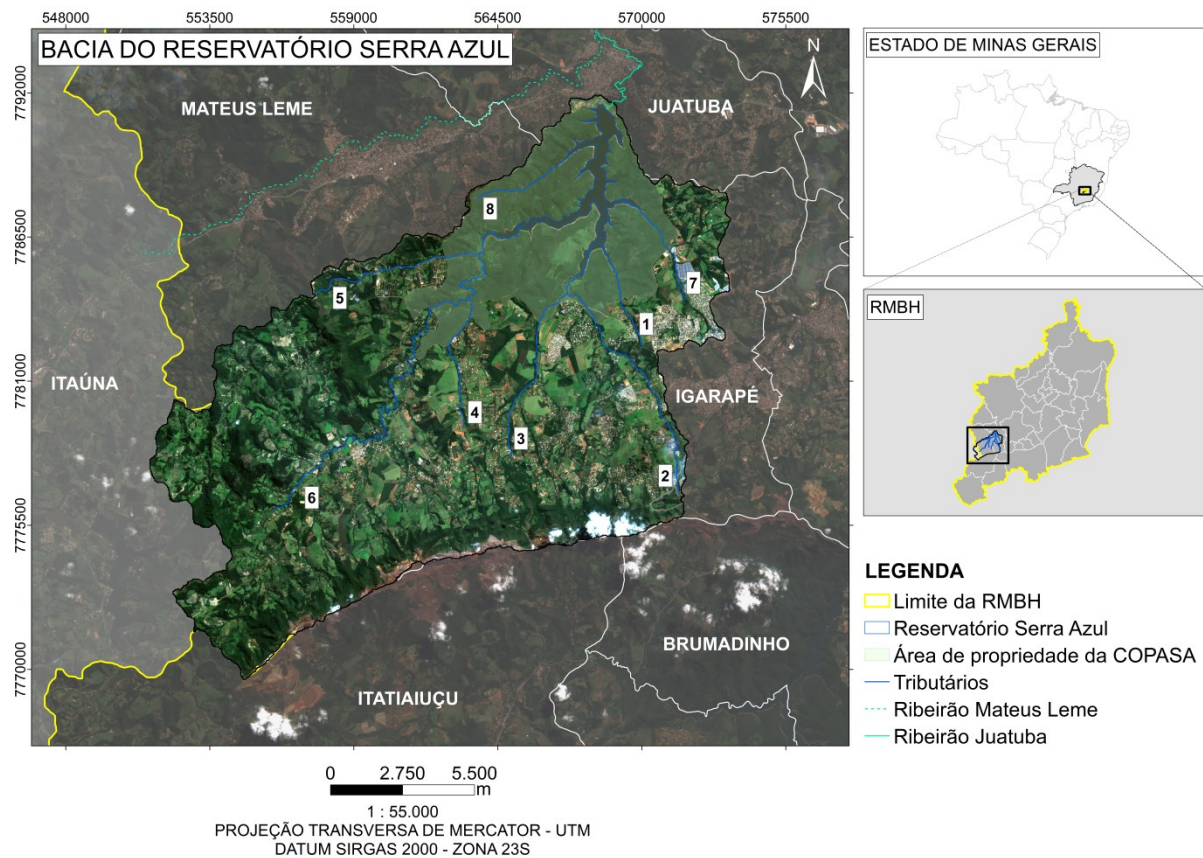 548000 553500 559000 564500 570000 575500
BACIA DO RESERVATÓRIO SERRA AZUL
N
7792000
7786500
7781000
7775500
7770000
MATEUS LEME
JUATUBA
ITAÚNA
IGARAPÉ
BRUMADINHO
ITATIAIUÇU
8
7
5
1
4
3
2
6
0 2.750 5.500
m
1 : 55.000
PROJEÇÃO TRANSVERSA DE MERCATOR - UTM
DATUM SIRGAS 2000 - ZONA 23S
ESTADO DE MINAS GERAIS
RMBH
LEGENDA
Limite da RMBH
Reservatório Serra Azul
Área de propriedade da COPASA
Tributários
Ribeirão Mateus Leme
Ribeirão Juatuba